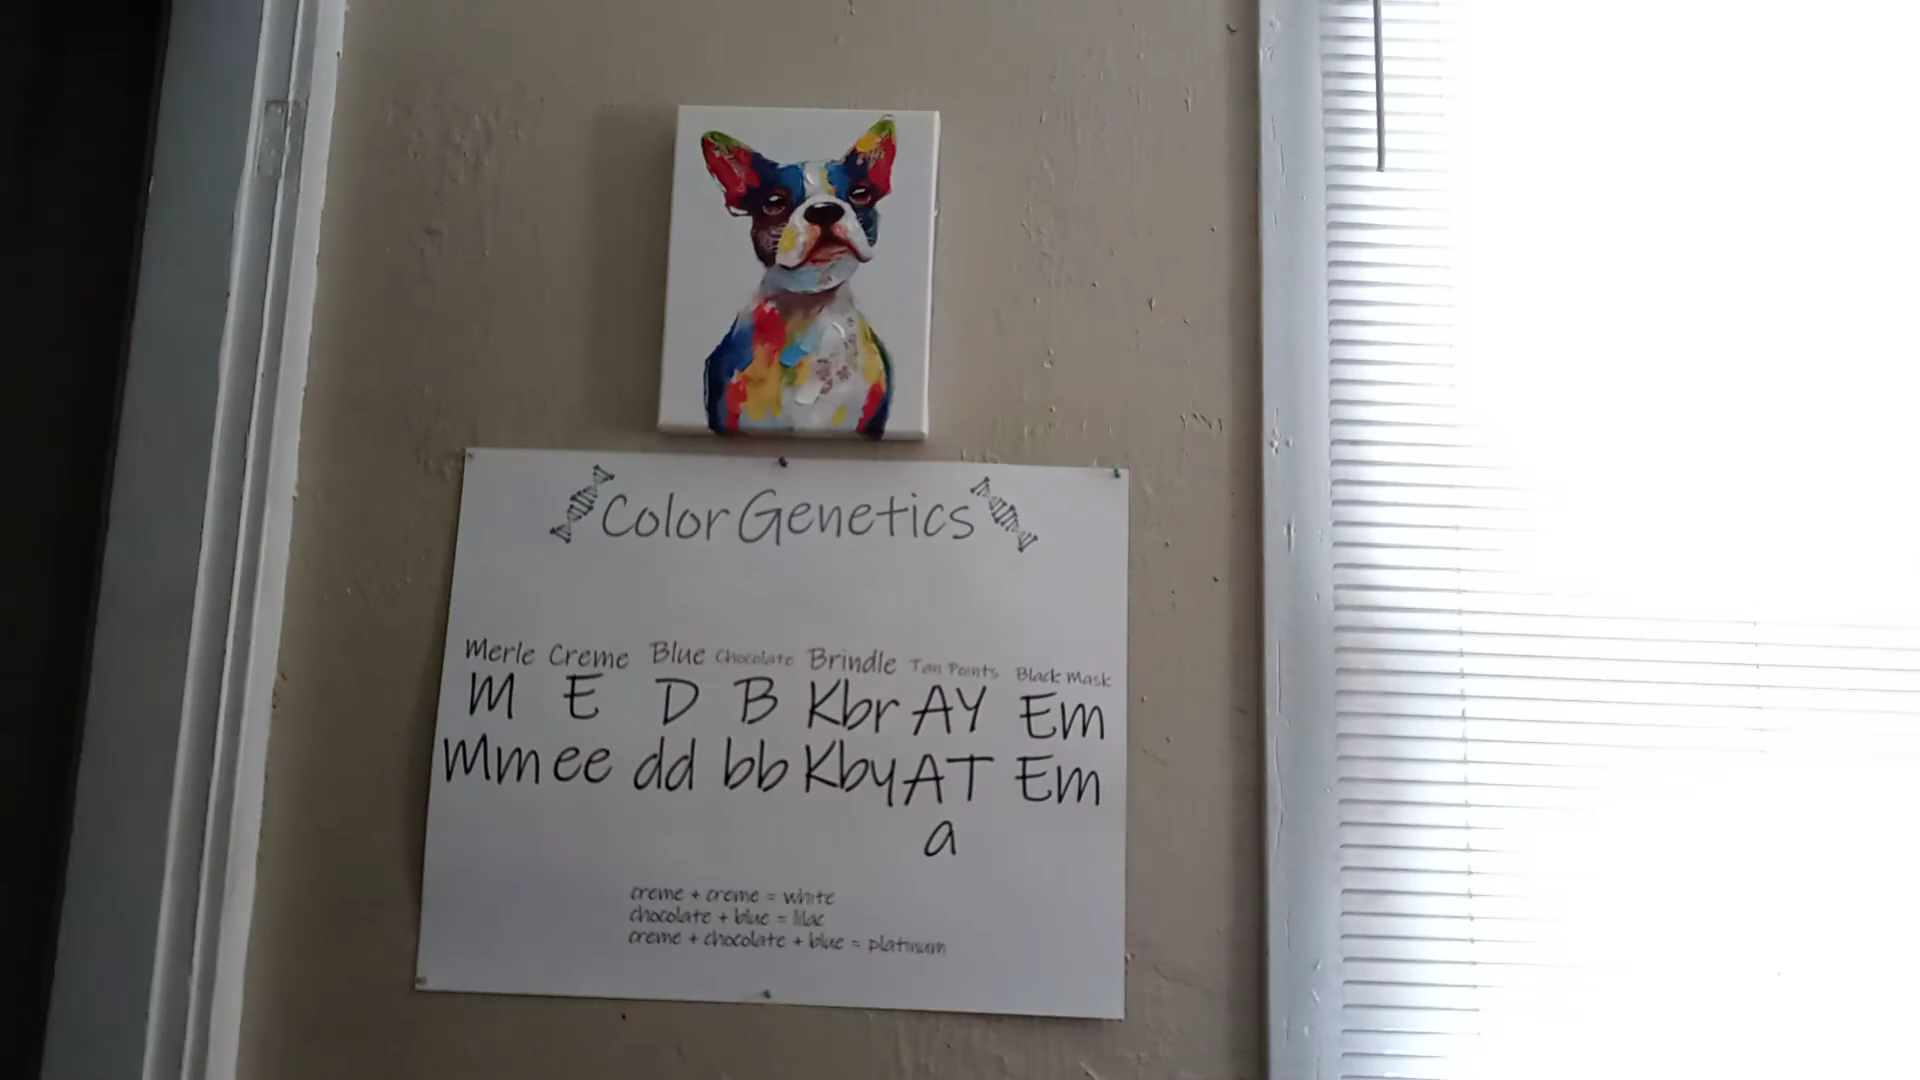 Color Genetics
Merle Creme Blue Chocolate Brindle Tan Points Black Mask
M E D B Kbr AY Em
Mm ee dd bb Kby AT Em
a
creme + creme = white
chocolate + blue = lilac
creme + chocolate + blue = platinum